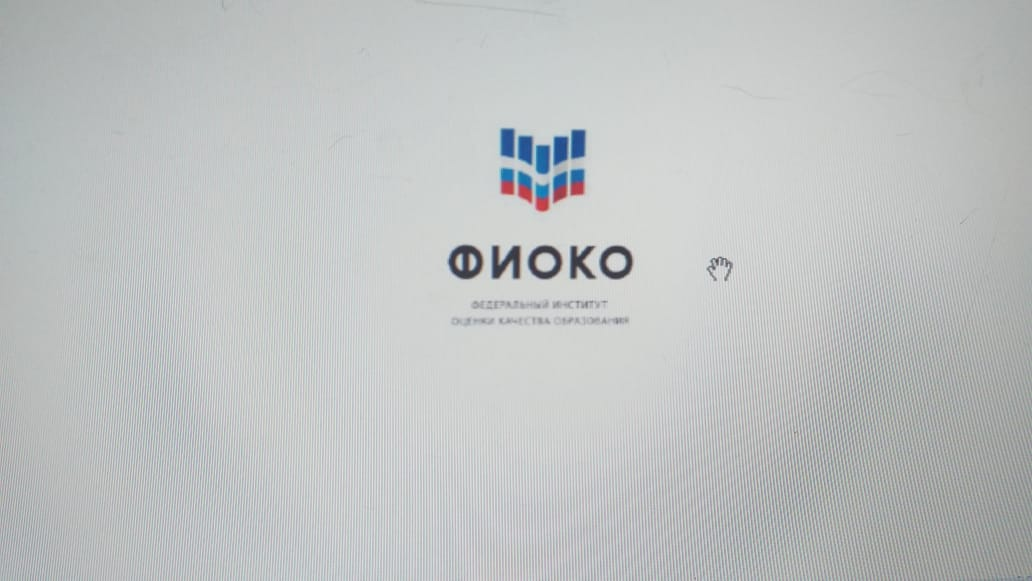 ФИОКО
ФЕДЕРАЛЬНЫЙ ИНСТИТУТ
ОЦЕНКИ КАЧЕСТВА ОБРАЗОВАНИЯ